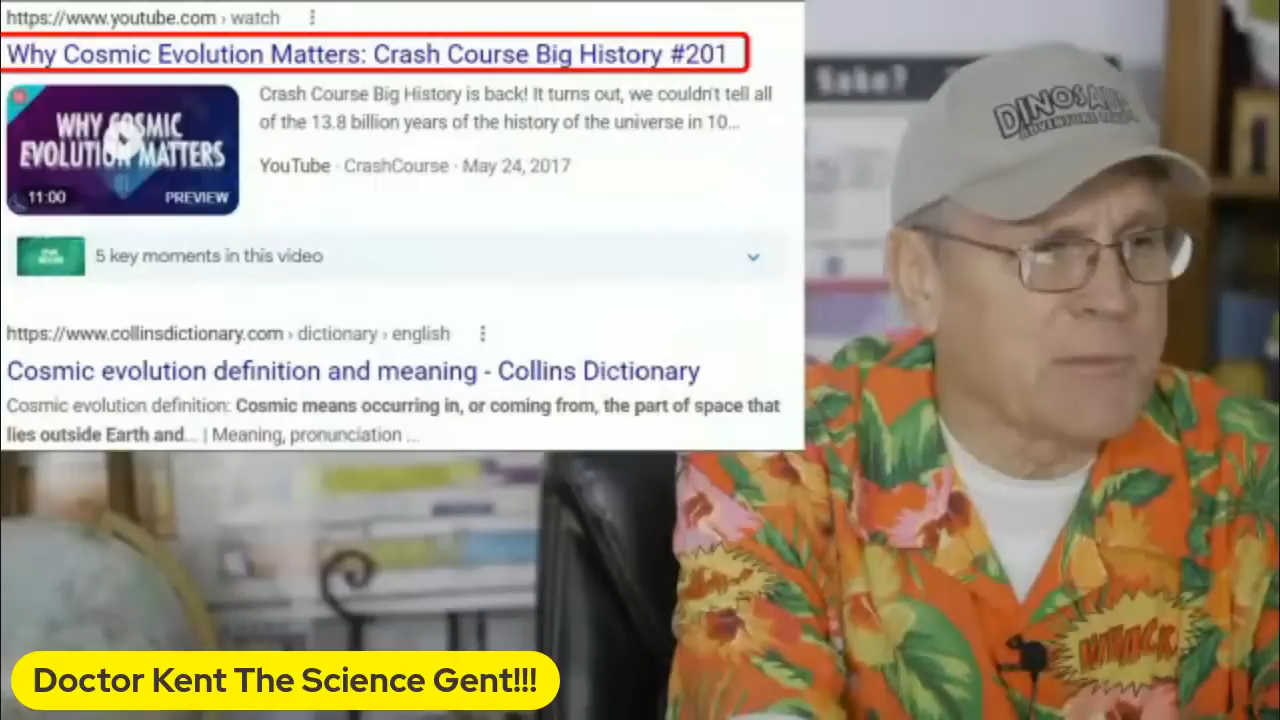 https://www.youtube.com › watch
Why Cosmic Evolution Matters: Crash Course Big History #201
WHY COSMIC
EVOLUTION MATTERS
11:00
PREVIEW
Crash Course Big History is back! It turns out, we couldn't tell all
of the 13.8 billion years of the history of the universe in 10...
YouTube · CrashCourse · May 24, 2017
5 key moments in this video
https://www.collinsdictionary.com › dictionary › english
Cosmic evolution definition and meaning - Collins Dictionary
Cosmic evolution definition: Cosmic means occurring in, or coming from, the part of space that
lies outside Earth and... | Meaning, pronunciation ...
DINOSAUR
ADVENTURE
WHACK
Doctor Kent The Science Gent!!!